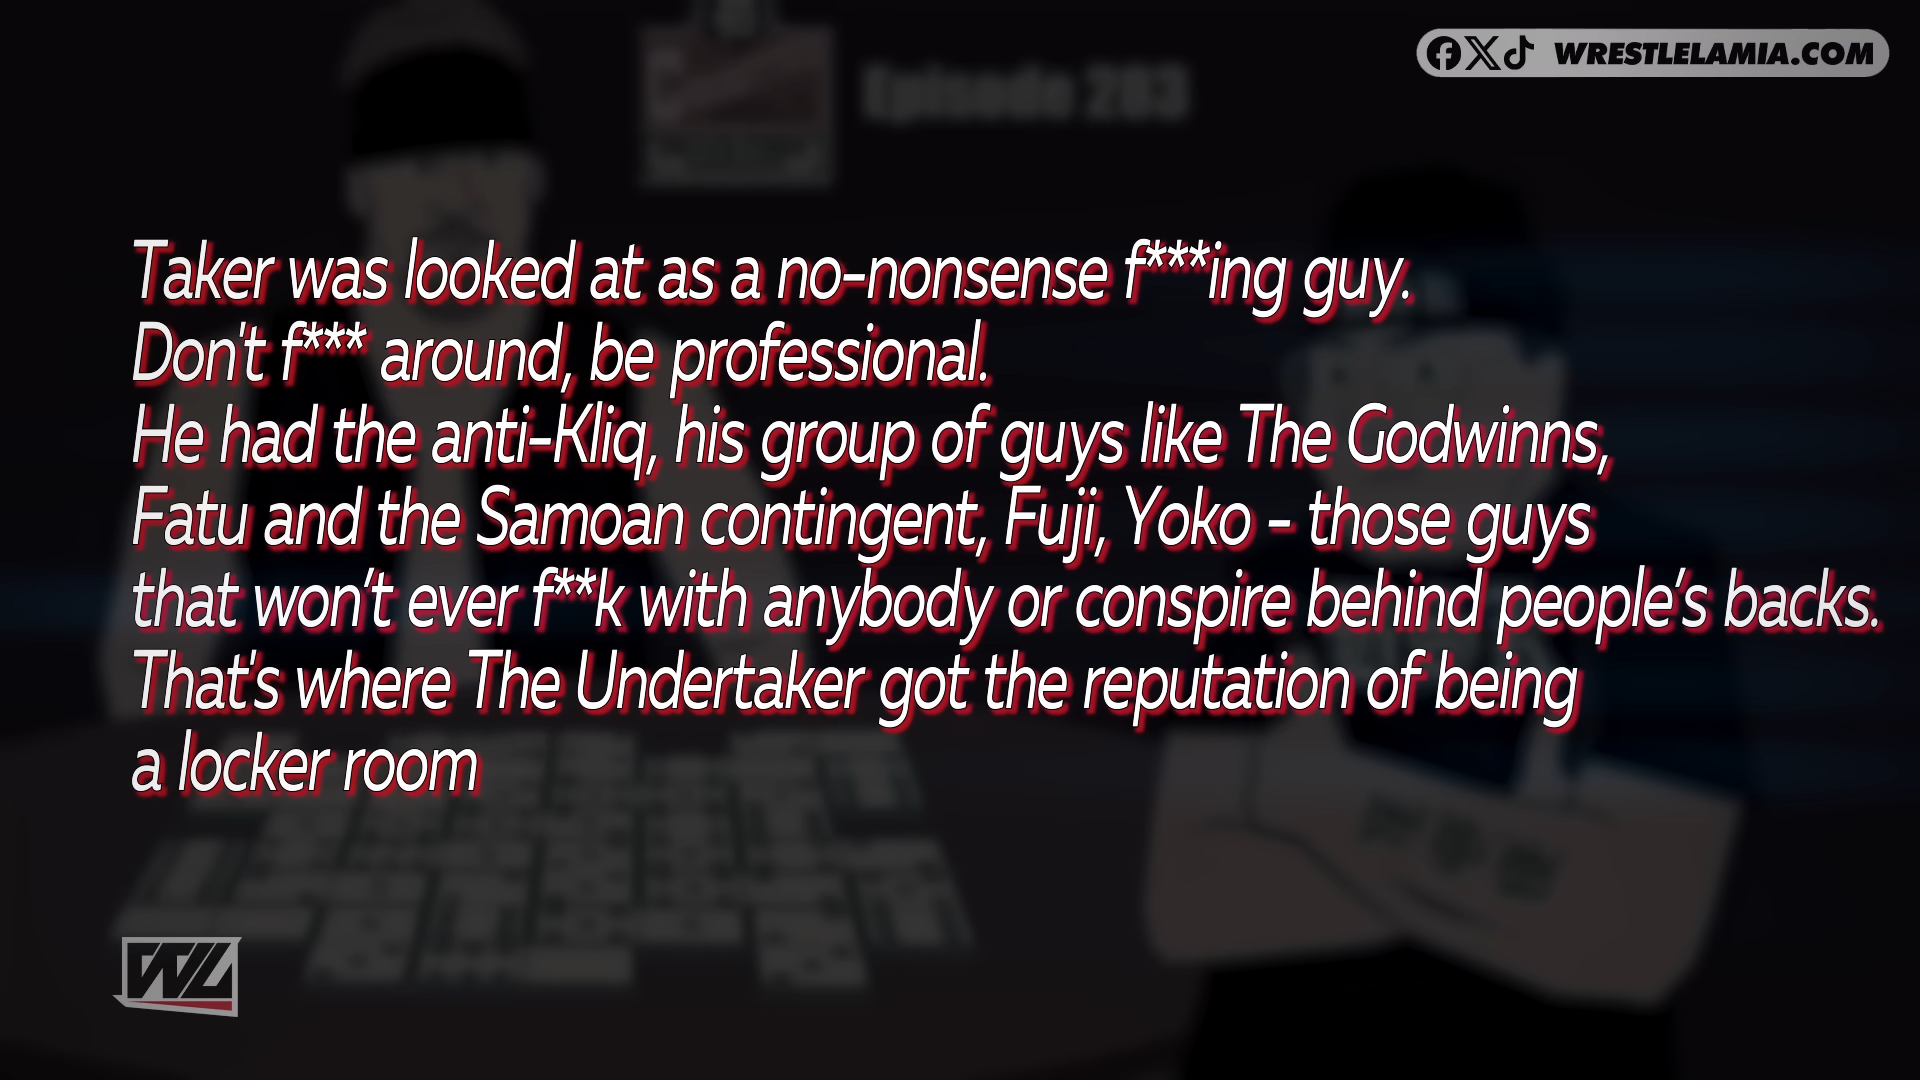 WRESTLELAMIA.COM
Episode 283
Taker was looked at as a no-nonsense f***ing guy.
Don't f*** around, be professional.
He had the anti-Kliq, his group of guys like The Godwinns,
Fatu and the Samoan contingent, Fuji, Yoko - those guys
that won’t ever f**k with anybody or conspire behind people’s backs.
That's where The Undertaker got the reputation of being
a locker room
WL